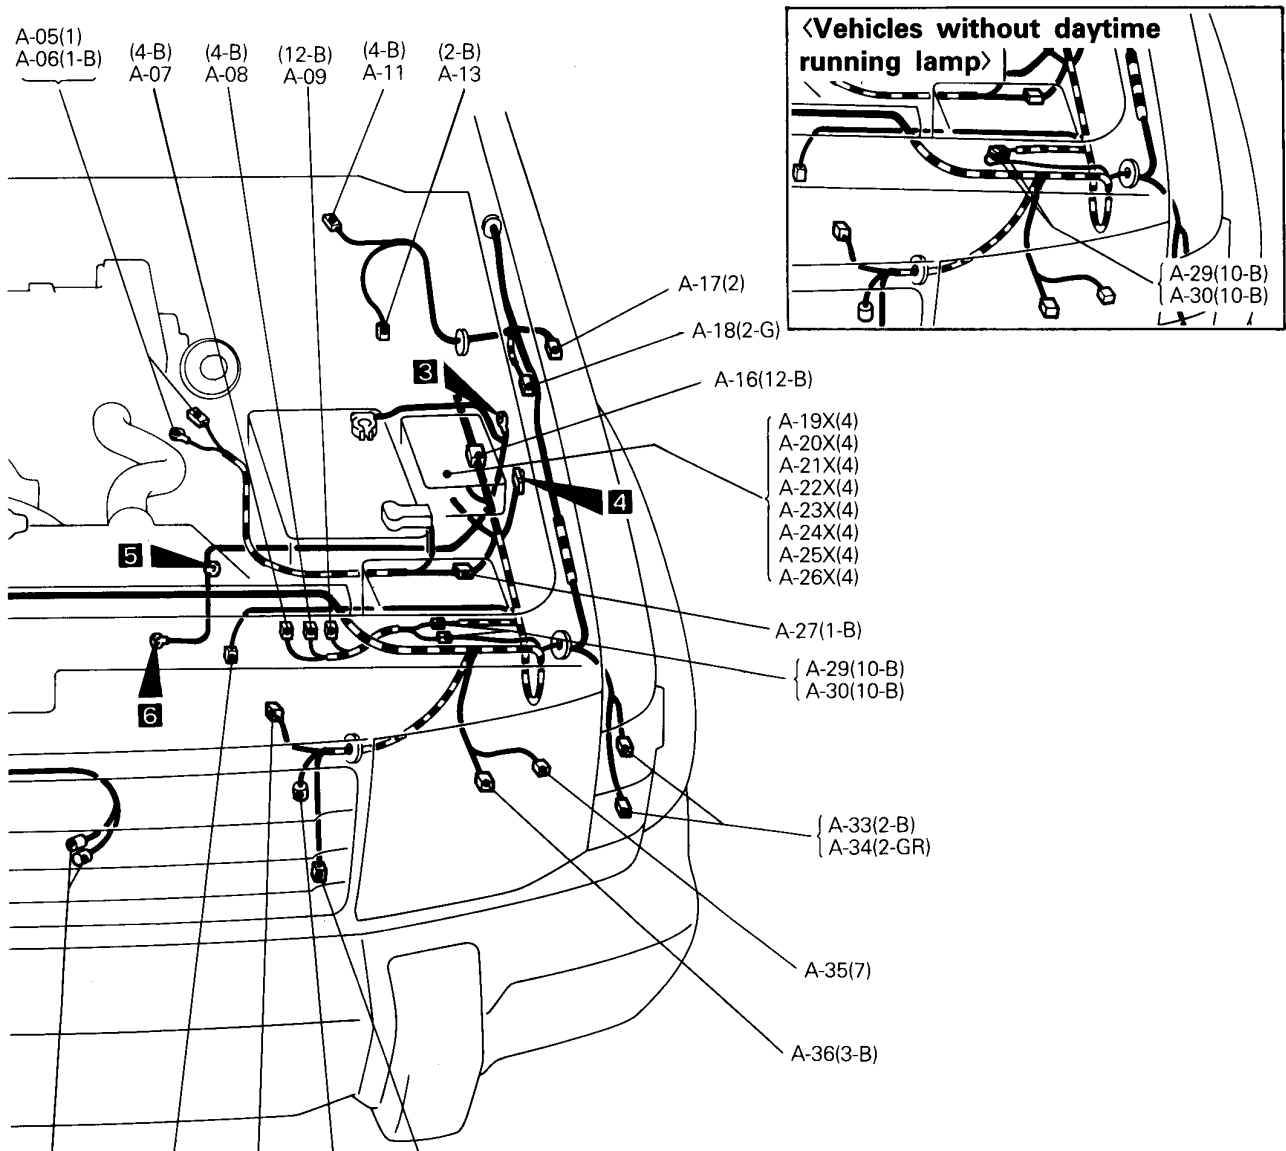 A-05(1)
A-06(1-B)
(4-B)
A-07
(4-B)
A-08
(12-B)
A-09
(4-B)
A-11
(2-B)
A-13
〈Vehicles without daytime
running lamp〉
A-29(10-B)
A-30(10-B)
A-17(2)
A-18(2-G)
3
A-16(12-B)
A-19X(4)
A-20X(4)
A-21X(4)
A-22X(4)
A-23X(4)
A-24X(4)
A-25X(4)
A-26X(4)
4
5
A-27(1-B)
A-29(10-B)
A-30(10-B)
6
A-33(2-B)
A-34(2-GR)
A-35(7)
A-36(3-B)